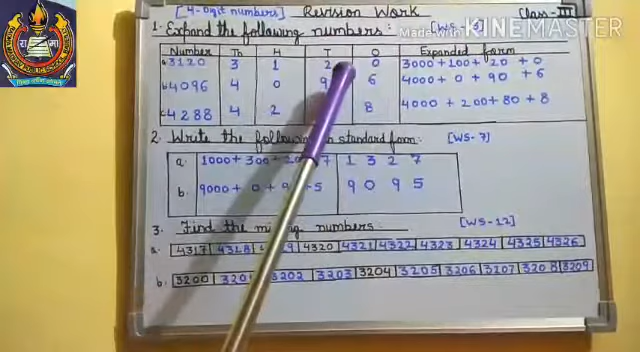 [4-Digit numbers] Revision Work Class-III
Made with KINEMASTER
1. Expand the following numbers: [WS-3]
Number Th H T O Expanded form
a. 3120 3 1 2 0 3000+100+20+0
b. 4096 4 0 9 6 4000+0+90+6
c. 4288 4 2 8 4000+200+80+8
2. Write the following in standard form: [WS-7]
a. 1000+300+20 7 1 3 2 7
b. 9000+0+9 +5 9 0 9 5
3. Find the missing numbers. [WS-12]
a. 4317 4318 4320 4321 4322 4323 4324 4325 4326
b. 3200 3202 3203 3204 3205 3206 3207 3208 3209